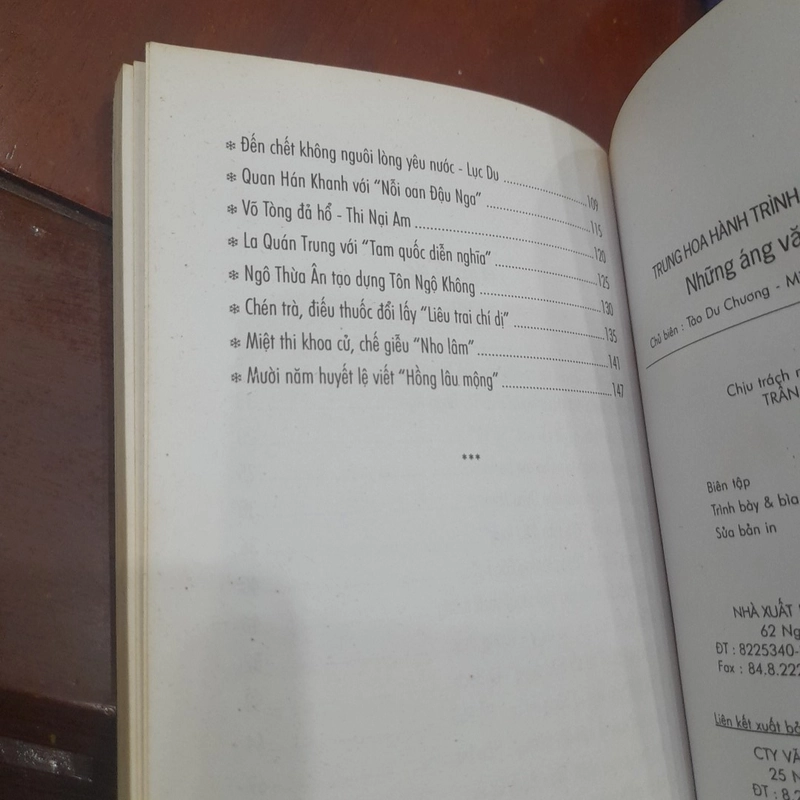 ❄ Đến chết không nguôi lòng yêu nước - Lục Du ........................ 109
❄ Quan Hán Khanh với "Nỗi oan Đậu Nga" ........................ 115
❄ Võ Tòng đả hổ - Thi Nại Am ........................ 120
❄ La Quán Trung với "Tam quốc diễn nghĩa" ........................ 125
❄ Ngô Thừa Ân tạo dựng Tôn Ngộ Không ........................ 130
❄ Chén trà, điếu thuốc đổi lấy "Liêu trai chí dị" ........................ 135
❄ Miệt thi khoa cử, chế giễu "Nho lâm" ........................ 141
❄ Mười năm huyết lệ viết "Hồng lâu mộng" ........................ 147
***
TRUNG HOA HÀNH TRÌNH
Những áng vă
Chủ biên : Tào Dư Chương - M
Chịu trách n
TRẦN
Biên tập
Trình bày & bìa
Sửa bản in
NHÀ XUẤT
62 Ng
ĐT : 8225340-
Fax : 84.8.222
Liên kết xuất bả
CTY VĂ
25 N
ĐT : 8.2